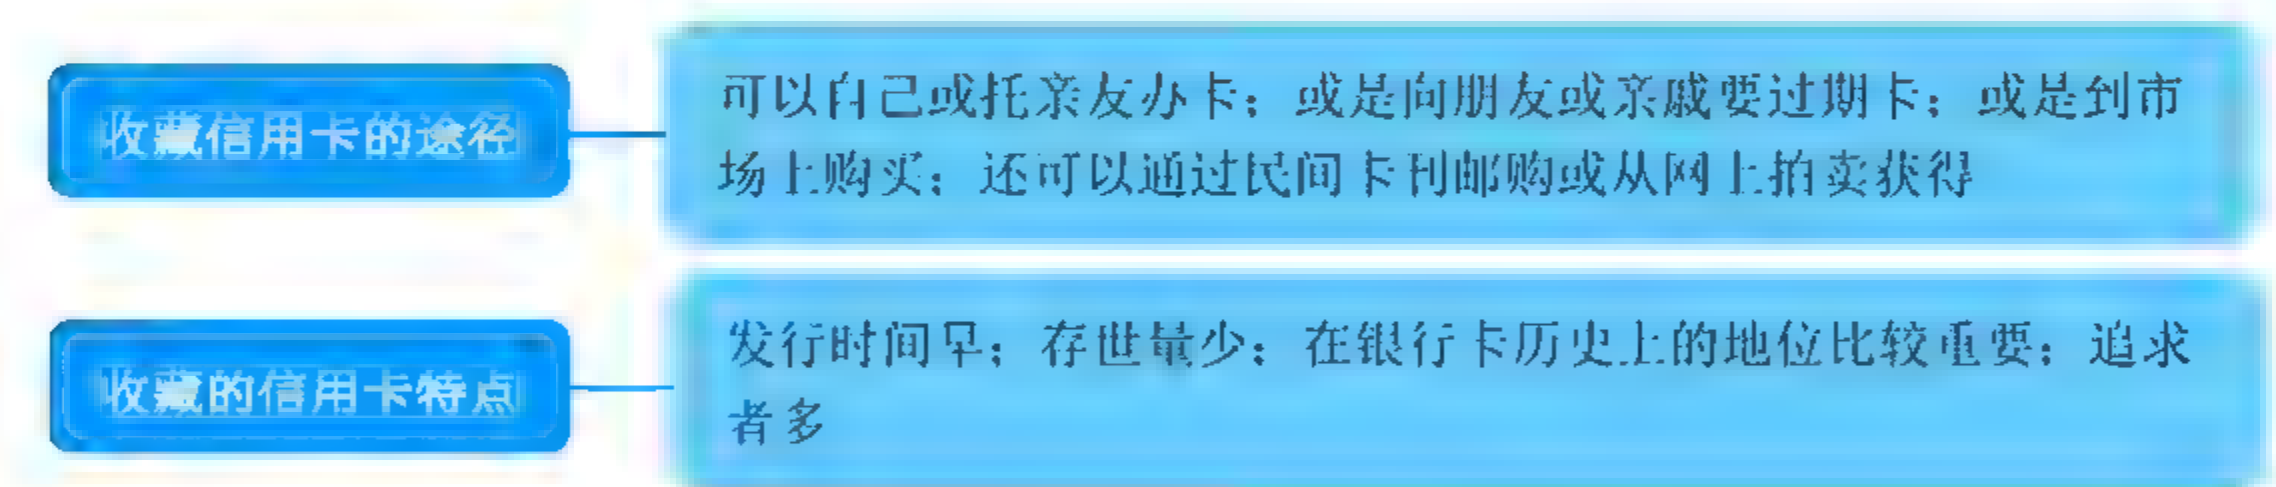 收藏信用卡的途径
可以自己或托亲友办卡；或是向朋友或亲戚要过期卡；或是到市
场上购买；还可以通过民间卡刊邮购或从网上拍卖获得
收藏的信用卡特点
发行时间早；存世量少；在银行卡历史上的地位比较重要；追求
者多